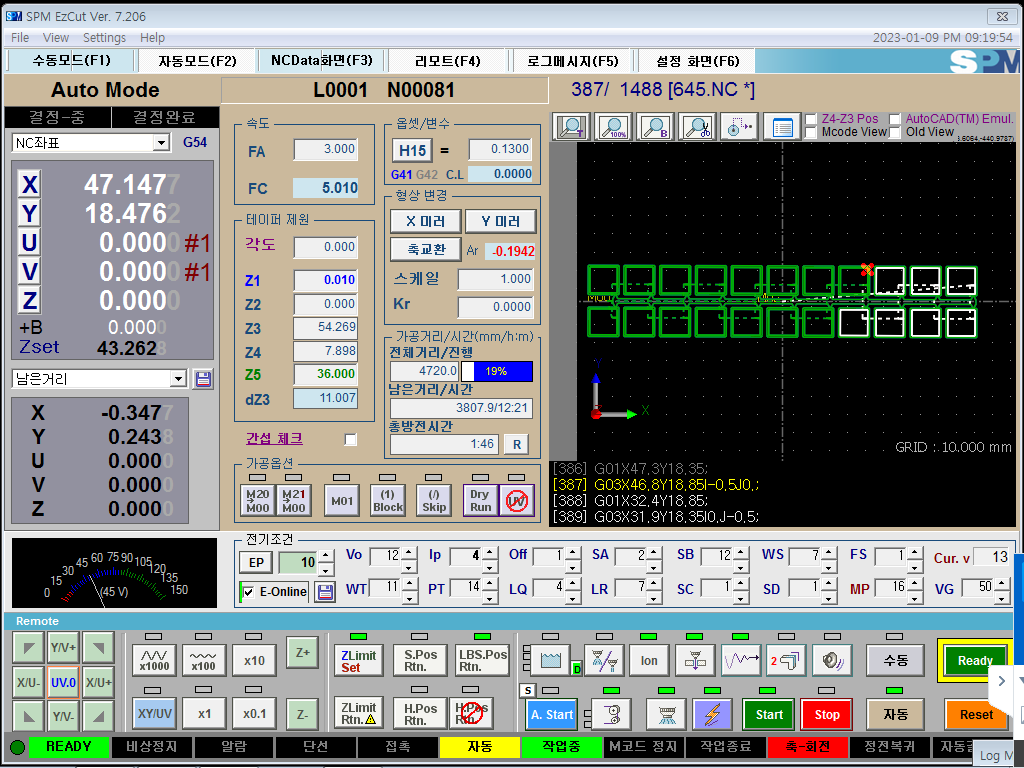 SPM EzCut Ver. 7.206
File View Settings Help
2023-01-09 PM 09:19:54
수동모드(F1) 자동모드(F2) NCData화면(F3) 리모트(F4) 로그메시지(F5) 설정 화면(F6) SPM
Auto Mode L0001 N00081 387/ 1488 [645.NC *]
결정-중 결정완료
NC좌표 G54
X 47.1477
Y 18.4762
U 0.0000 #1
V 0.0000 #1
Z 0.0000
+B 0.0000
Zset 43.2628
남은거리
X -0.3477
Y 0.2438
U 0.0000
V 0.0000
Z 0.0000
속도
FA 3.000
FC 5.010
테이퍼 제원
각도 0.000
Z1 0.010
Z2 0.000
Z3 54.269
Z4 7.898
Z5 36.000
dZ3 11.007
간섭 체크
옵셋/변수
H15 = 0.1300
G41 G42 C.L 0.0000
형상 변경
X 미러 Y 미러
축교환 Ar -0.1942
스케일 1.000
Kr 0.0000
가공거리/시간(mm/h:m)
전체거리/진행
4720.0 19%
남은거리/시간
3807.9/12:21
총방전시간
1:46 R
가공옵션
M20 M00 M21 M00 M01 (1) Block (/) Skip Dry Run UV
T 100% B
Z4-Z3 Pos AutoCAD(TM) Emul.
Mcode View Old View
X
GRID : 10.000 mm
[386] G01X47.3Y18.35;
[387] G03X46.8Y18.85I-0.5J0.;
[388] G01X32.4Y18.85;
[389] G03X31.9Y18.35I0.J-0.5;
0 15 30 45 60 75 90 105 120 135 150
(45 V)
전기조건
EP 10
E-Online
Vo 12 Ip 4 Off 1 SA 2 SB 12 WS 7 FS 1 Cur. v 13
WT 11 PT 14 LQ 4 LR 7 SC 1 SD 1 MP 16 VG 50
Remote
Y/V+ X/U- UV.0 X/U+ Y/V-
x1000 x100 x10 Z+
XY/UV x1 x0.1 Z-
ZLimit Set S.Pos Rtn. LBS.Pos Rtn.
ZLimit Rtn. H.Pos Rtn. H.Pos Rtn.
D Ion 2 수동 Ready
S A. Start Start Stop 자동 Reset
READY 비상정지 알람 단선 접촉 자동 작업중 M코드 정지 작업종료 축-회전 정전복귀
Log M